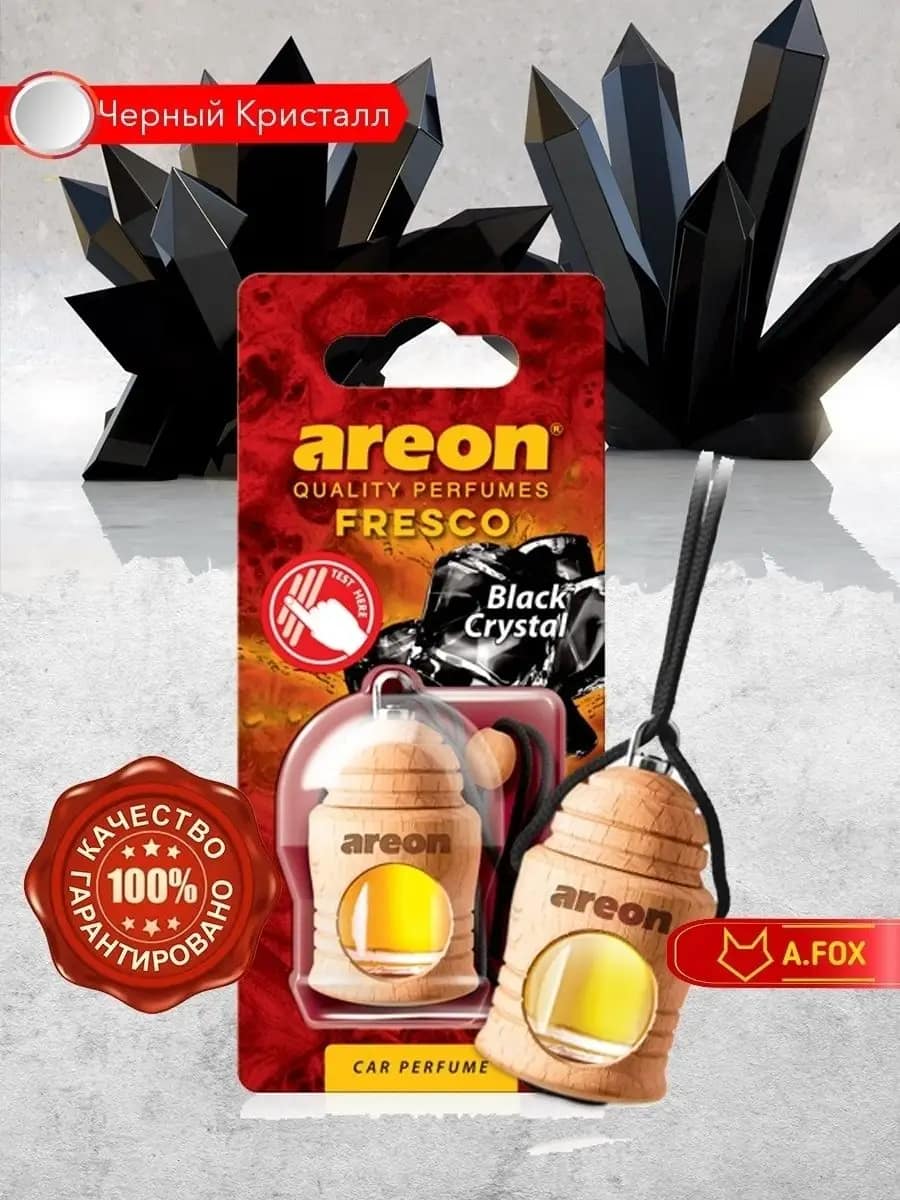 Черный Кристалл
areon®
QUALITY PERFUMES
FRESCO
TEST HERE
Black
Crystal
areon
areon
КАЧЕСТВО
100%
ГАРАНТИРОВАНО
A.FOX
CAR PERFUME